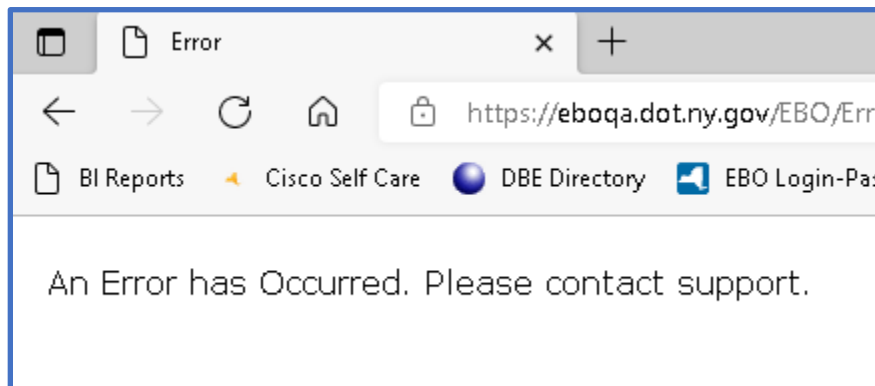 Error
https://eboqa.dot.ny.gov/EBO/Err
BI Reports Cisco Self Care DBE Directory EBO Login-Pas
An Error has Occurred. Please contact support.